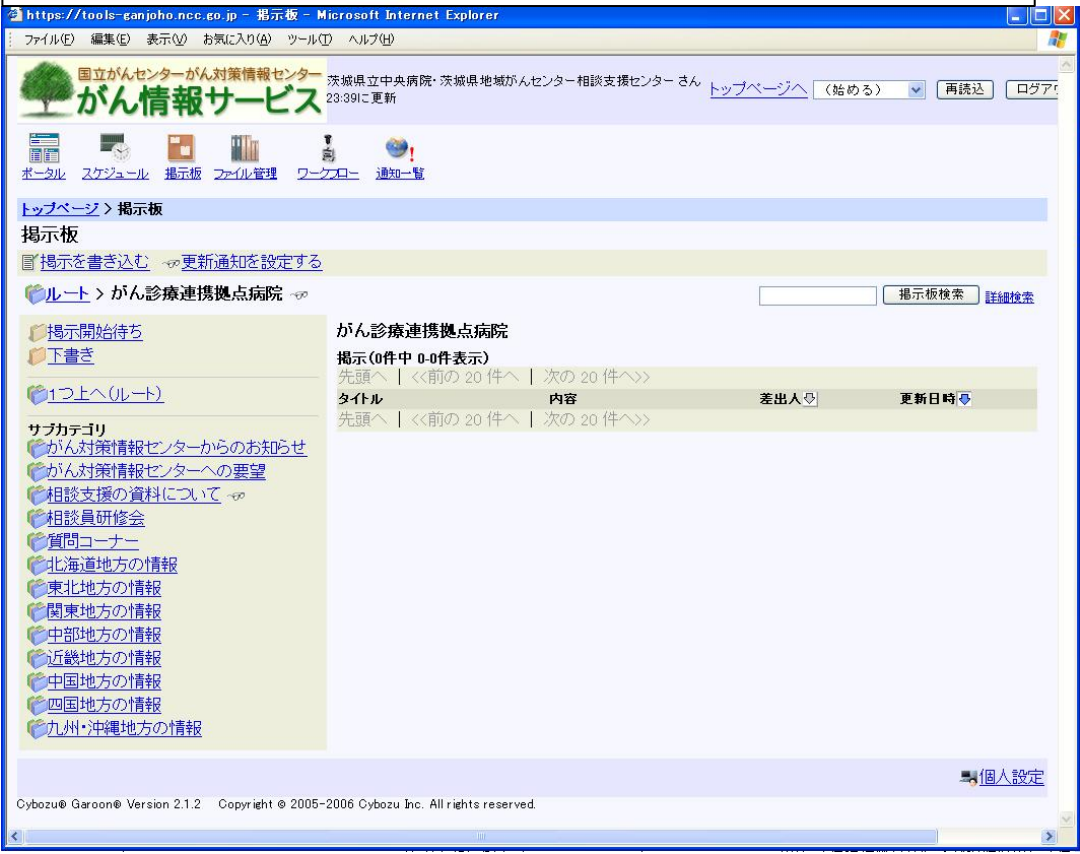 https://tools-ganjoho.ncc.go.jp - 掲示板 - Microsoft Internet Explorer
ファイル(F) 編集(E) 表示(V) お気に入り(A) ツール(T) ヘルプ(H)
国立がんセンターがん対策情報センター
がん情報サービス
茨城県立中央病院・茨城県地域がんセンター相談支援センター さん
23:39に更新
トップページへ (始める) 再読込 ログアウ
ポータル スケジュール 掲示板 ファイル管理 ワークフロー 通知一覧
トップページ > 掲示板
掲示板
掲示を書き込む 更新通知を設定する
ルート > がん診療連携拠点病院 掲示板検索 詳細検索
掲示開始待ち
下書き
1つ上へ(ルート)
サブカテゴリ
がん対策情報センターからのお知らせ
がん対策情報センターへの要望
相談支援の資料について
相談員研修会
質問コーナー
北海道地方の情報
東北地方の情報
関東地方の情報
中部地方の情報
近畿地方の情報
中国地方の情報
四国地方の情報
九州・沖縄地方の情報
がん診療連携拠点病院
掲示(0件中 0-0件表示)
先頭へ | <<前の 20 件へ | 次の 20 件へ>>
タイトル 内容 差出人 更新日時
先頭へ | <<前の 20 件へ | 次の 20 件へ>>
個人設定
Cybozu® Garoon® Version 2.1.2 Copyright © 2005-2006 Cybozu Inc. All rights reserved.